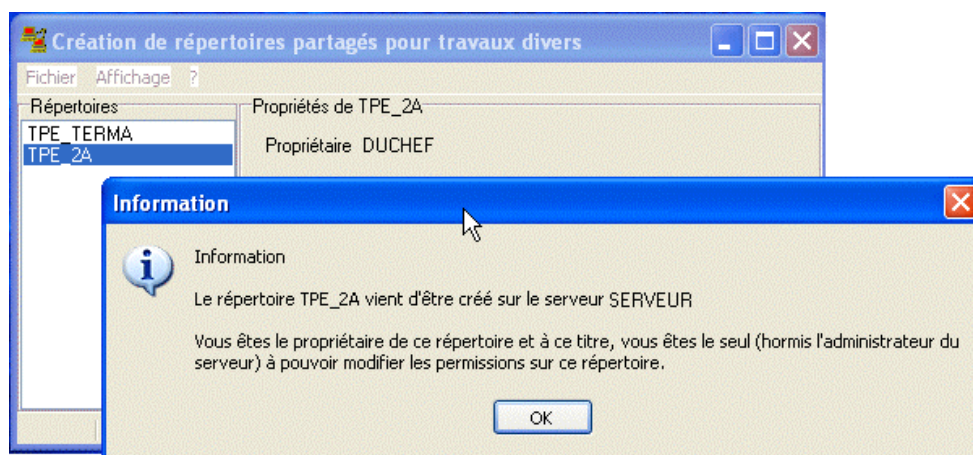 Création de répertoires partagés pour travaux divers
Fichier Affichage ?
Répertoires
TPE_TERMA
TPE_2A
Propriétés de TPE_2A
Propriétaire DUCHEF
Information
Information
Le répertoire TPE_2A vient d'être créé sur le serveur SERVEUR
Vous êtes le propriétaire de ce répertoire et à ce titre, vous êtes le seul (hormis l'administrateur du
serveur) à pouvoir modifier les permissions sur ce répertoire.
OK